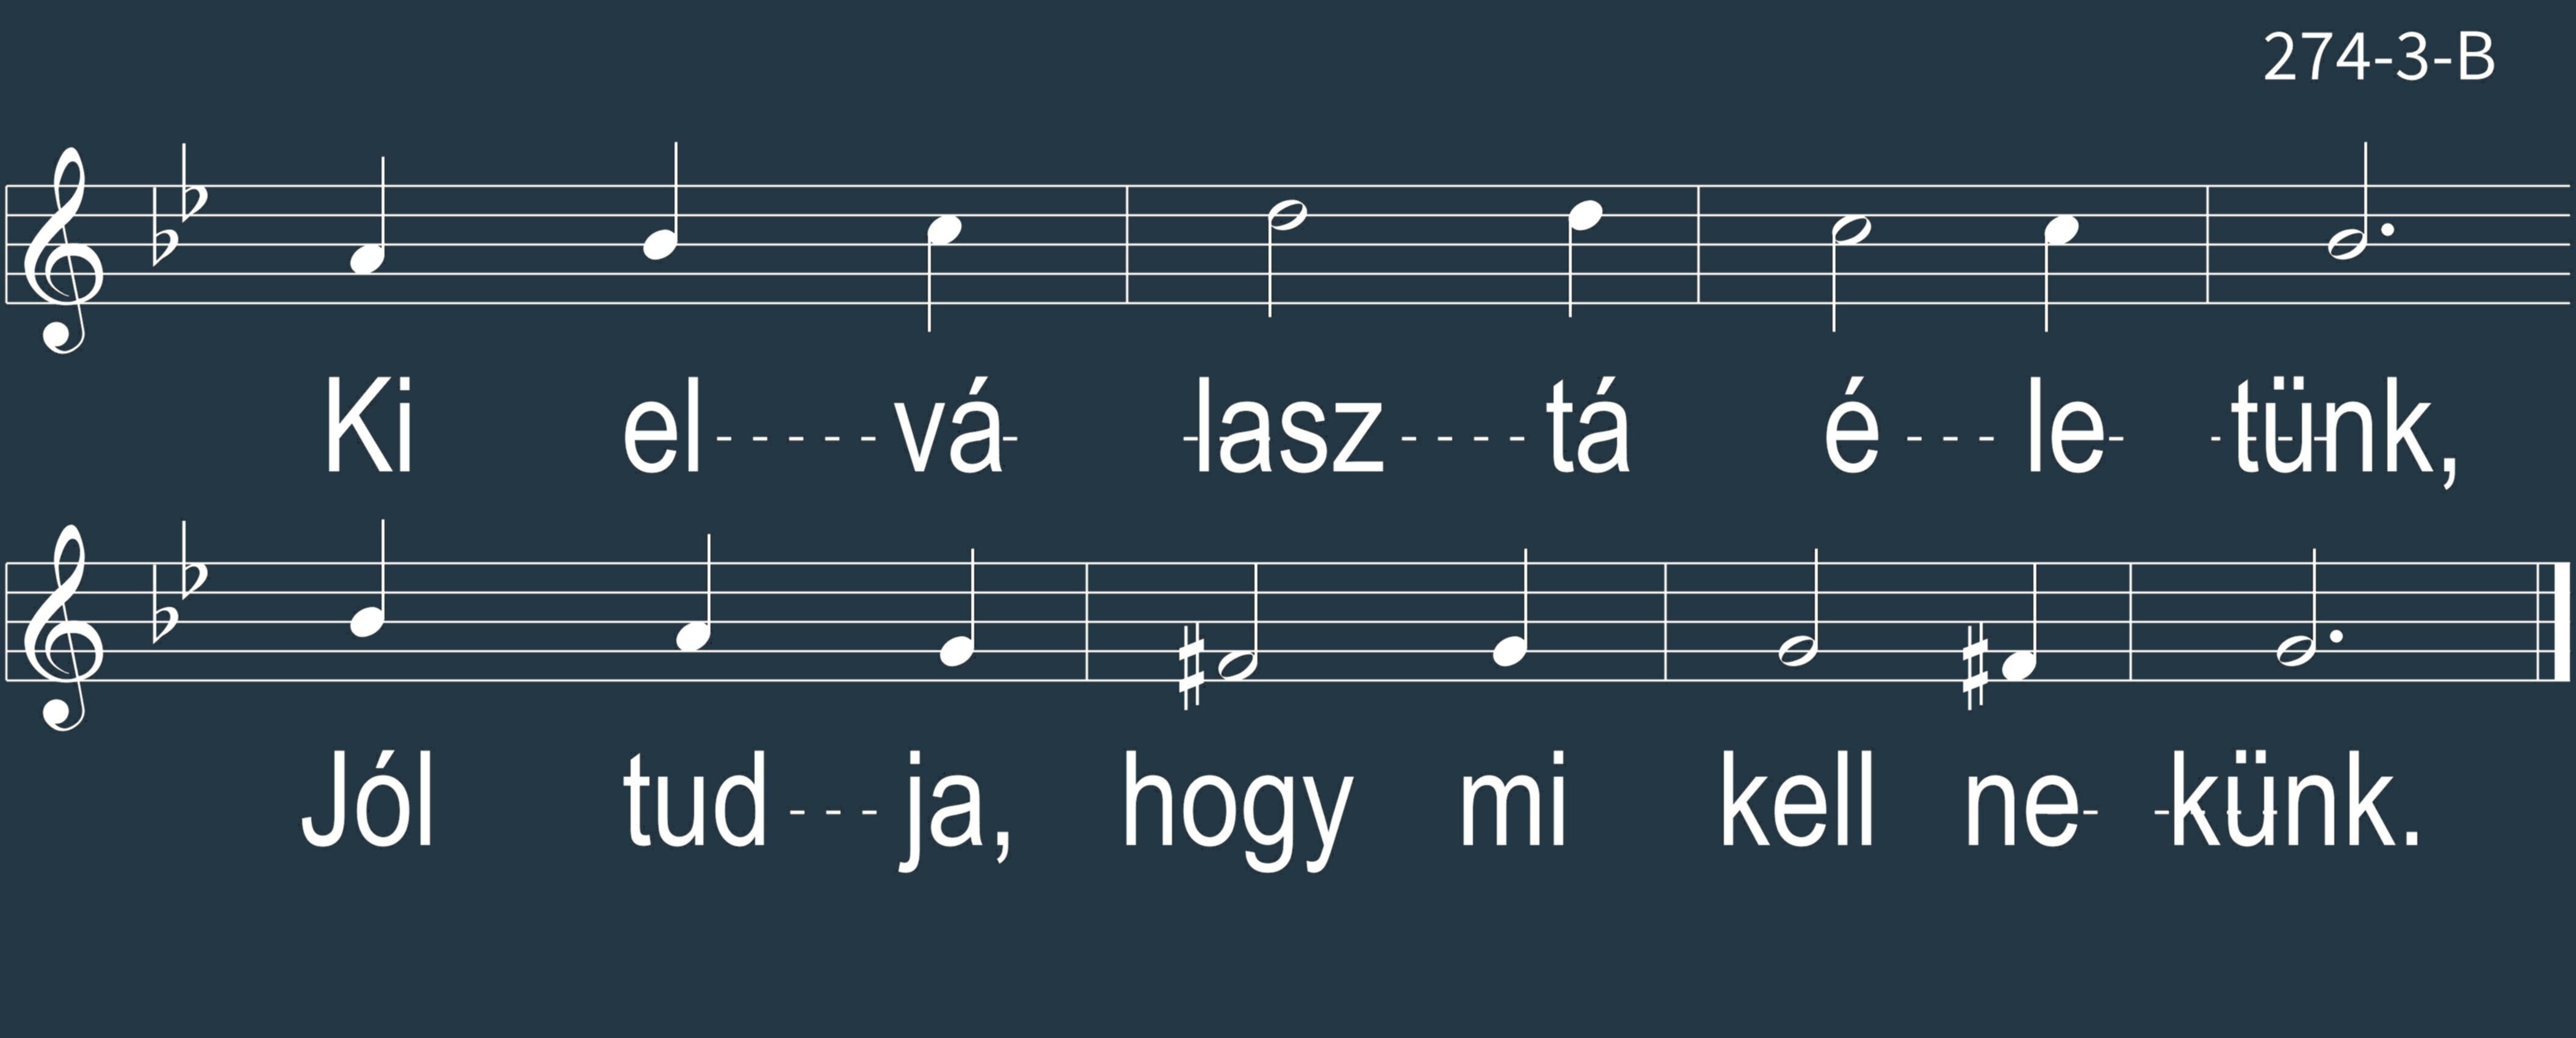 274-3-B
Ki el-----vá- -lasz----tá é---le- -tünk,
Jól tud---ja, hogy mi kell ne- -künk.